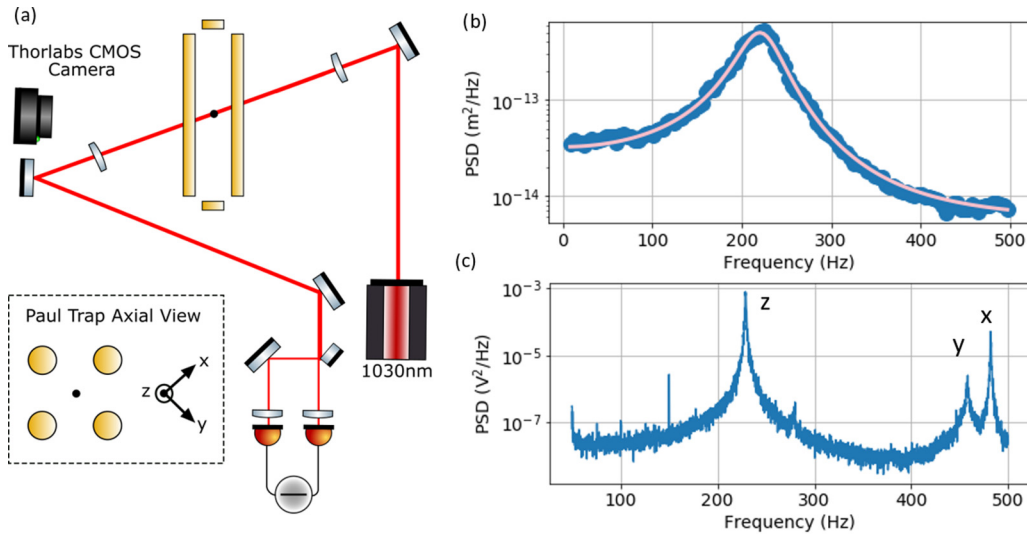 (a)
Thorlabs CMOS
Camera
1030nm
Paul Trap Axial View
x
z
y
(b)
PSD (m²/Hz)
10⁻¹³
10⁻¹⁴
0 100 200 300 400 500
Frequency (Hz)
(c)
PSD (V²/Hz)
10⁻³
10⁻⁵
10⁻⁷
z
x
y
100 200 300 400 500
Frequency (Hz)